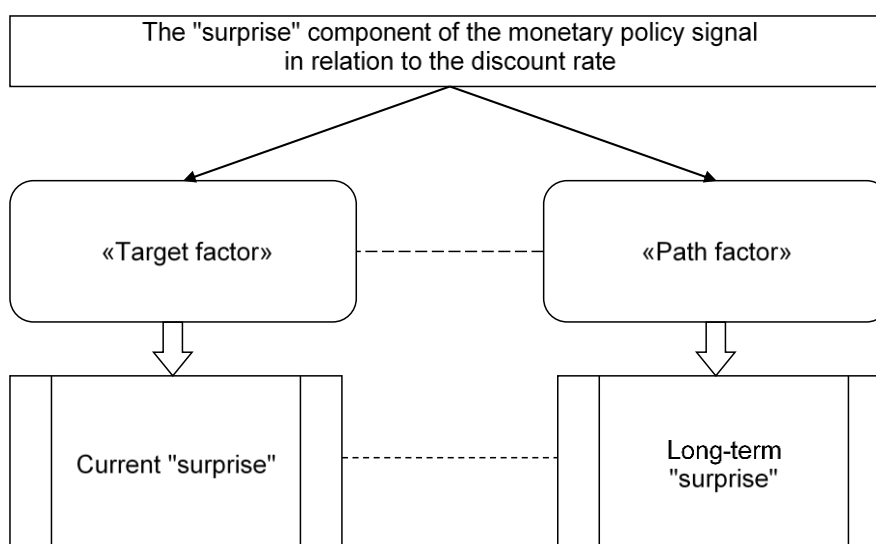 The "surprise" component of the monetary policy signal
in relation to the discount rate
«Target factor»
«Path factor»
Current "surprise"
Long-term
"surprise"